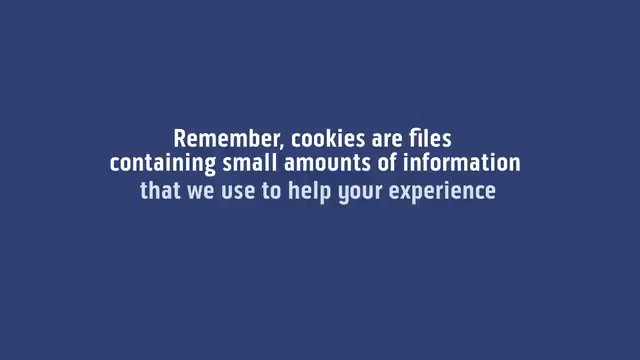 Remember, cookies are files
containing small amounts of information
that we use to help your experience